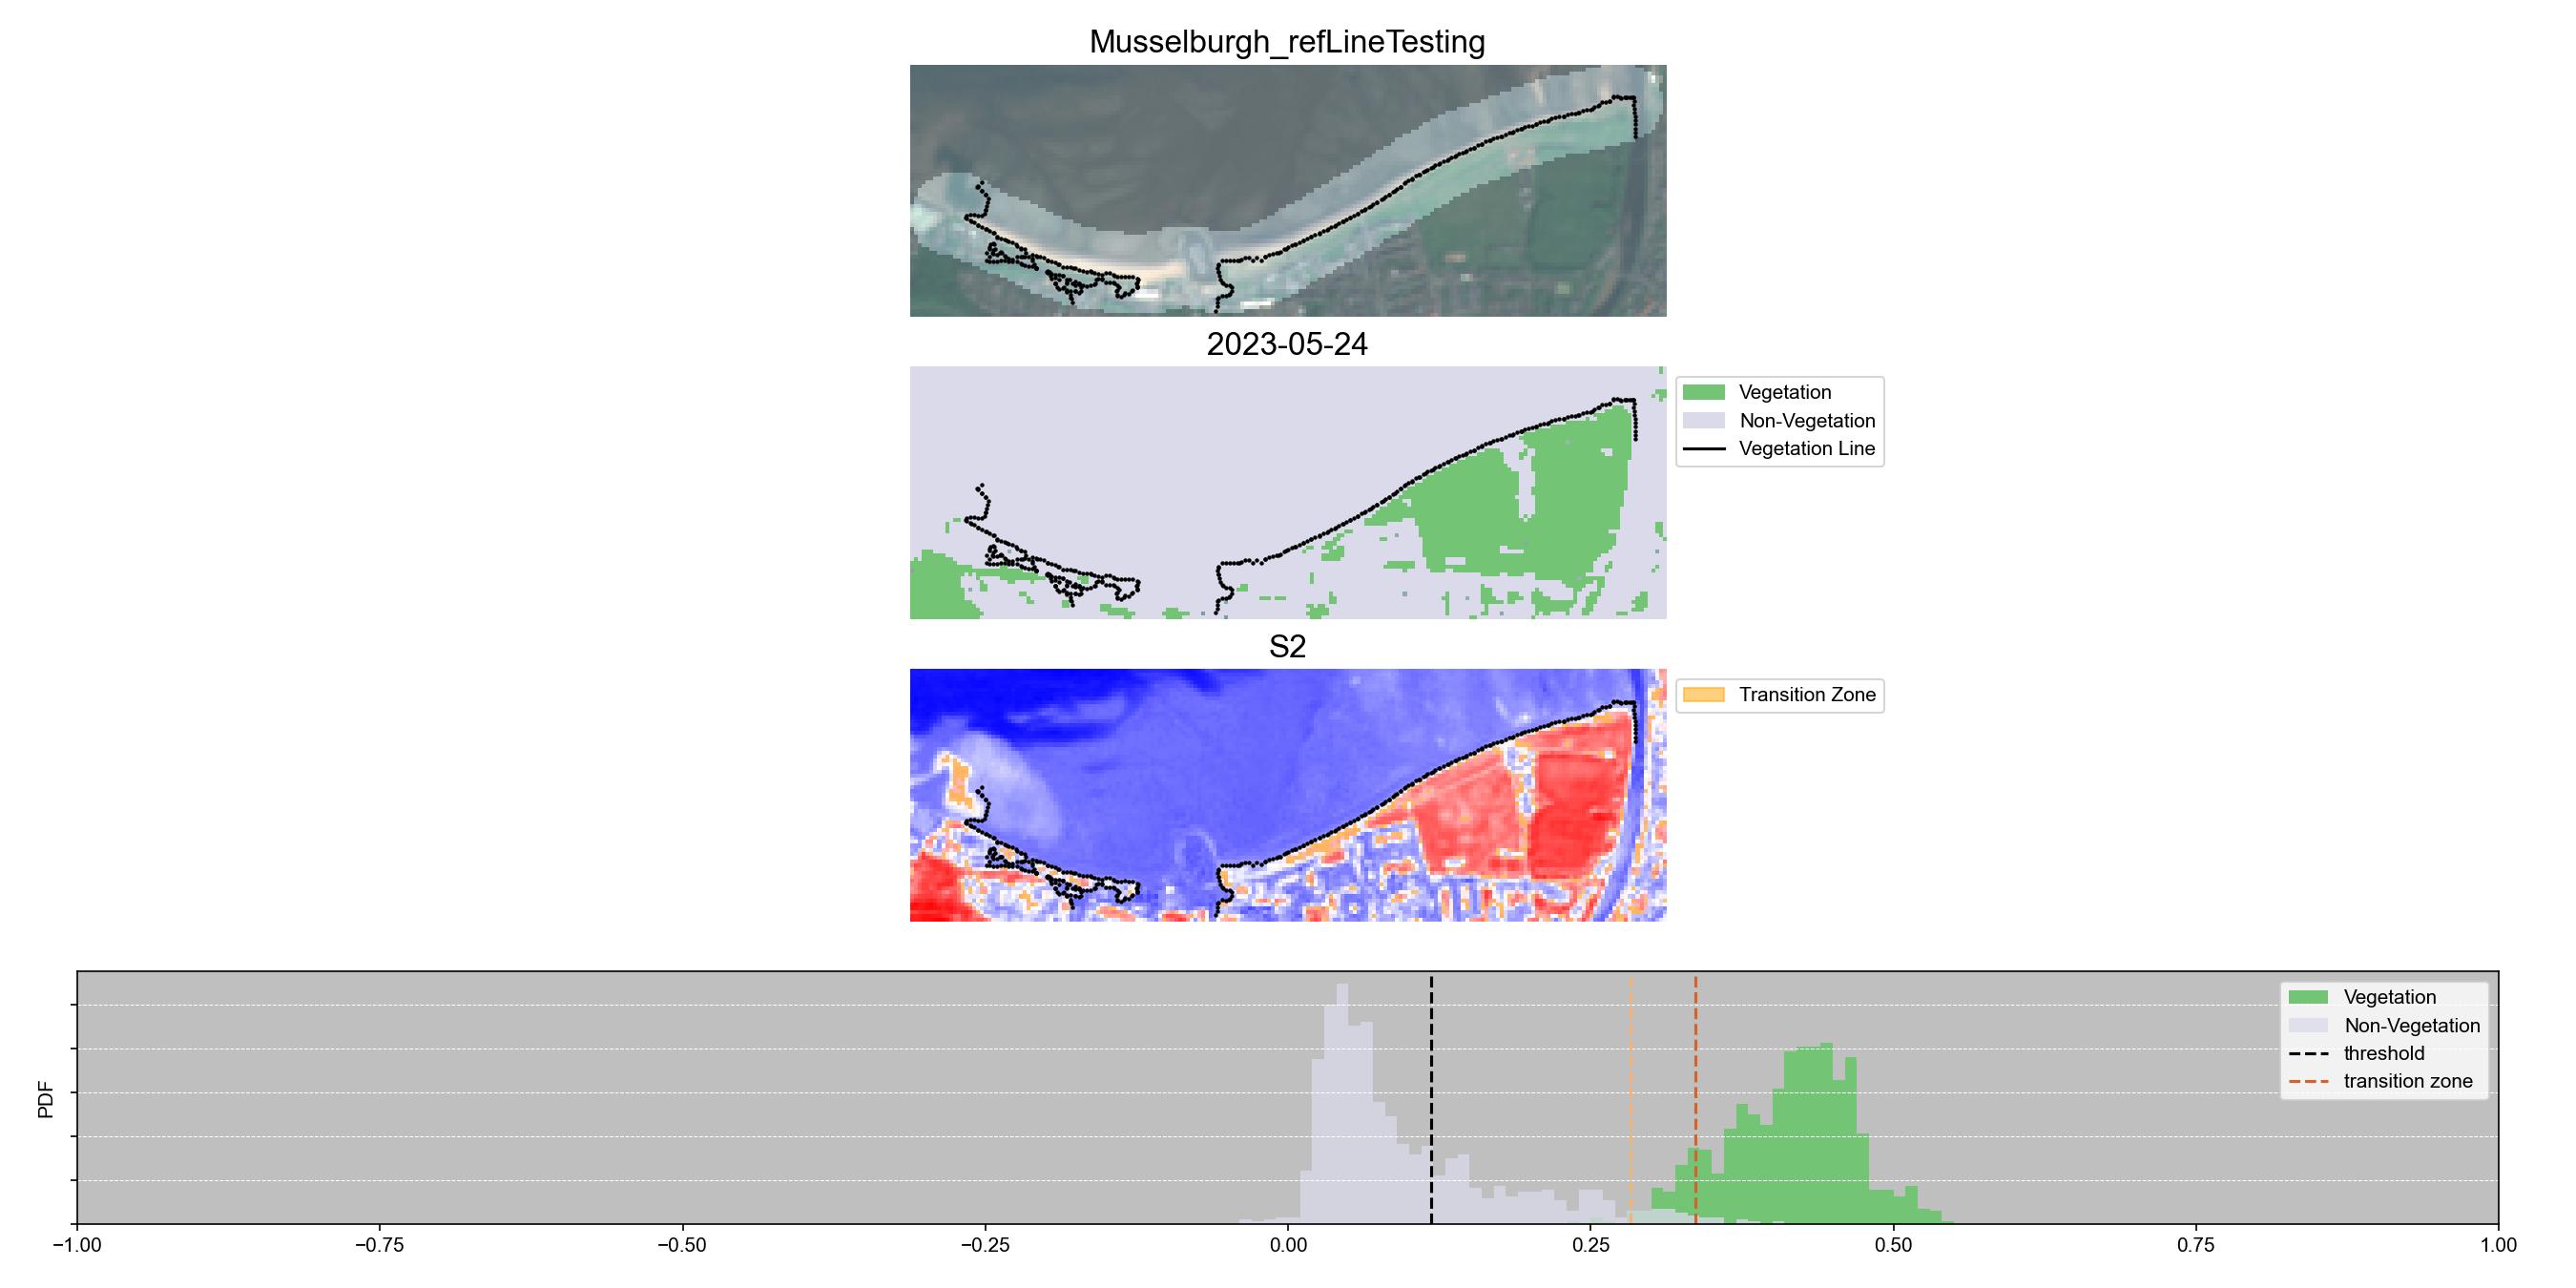 Musselburgh_refLineTesting
2023-05-24
Vegetation
Non-Vegetation
Vegetation Line
S2
Transition Zone
PDF
Vegetation
Non-Vegetation
threshold
transition zone
−1.00 −0.75 −0.50 −0.25 0.00 0.25 0.50 0.75 1.00